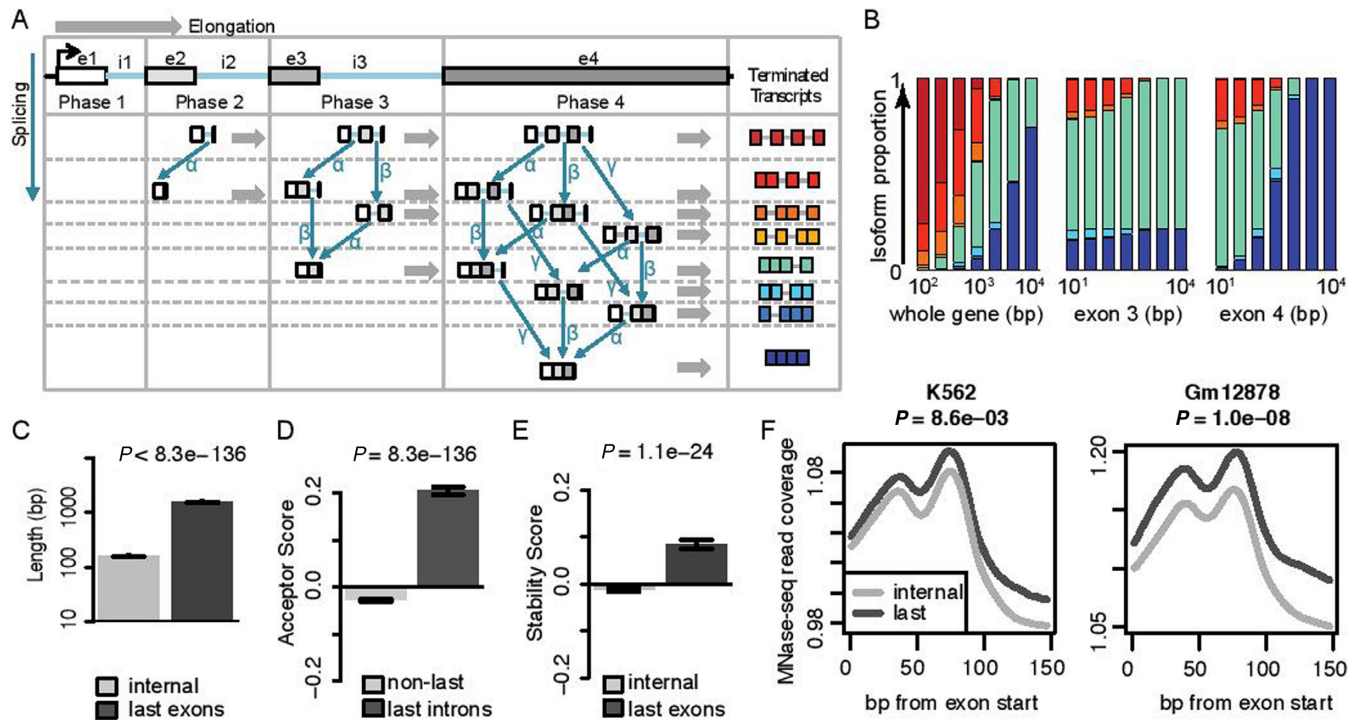 A
Elongation
Splicing
e1 i1 e2 i2 e3 i3 e4
Phase 1 Phase 2 Phase 3 Phase 4
Terminated
Transcripts
α
α
β
α
β
γ
β
α
β
γ
α
β
γ
γ
β
α
B
Isoform proportion
1
0
10² 10³ 10⁴
whole gene (bp)
10¹ 10⁴
exon 3 (bp)
10¹ 10⁴
exon 4 (bp)
C
P < 8.3e−136
Length (bp)
1000
100
10
internal
last exons
D
P = 8.3e−136
Acceptor Score
0.2
0.0
−0.2
non-last
last introns
E
P = 1.1e−24
Stability Score
0.2
0.0
−0.2
internal
last exons
F
K562
P = 8.6e−03
MNase-seq read coverage
1.08
0.98
internal
last
0 50 100 150
bp from exon start
Gm12878
P = 1.0e−08
1.20
1.05
0 50 100 150
bp from exon start